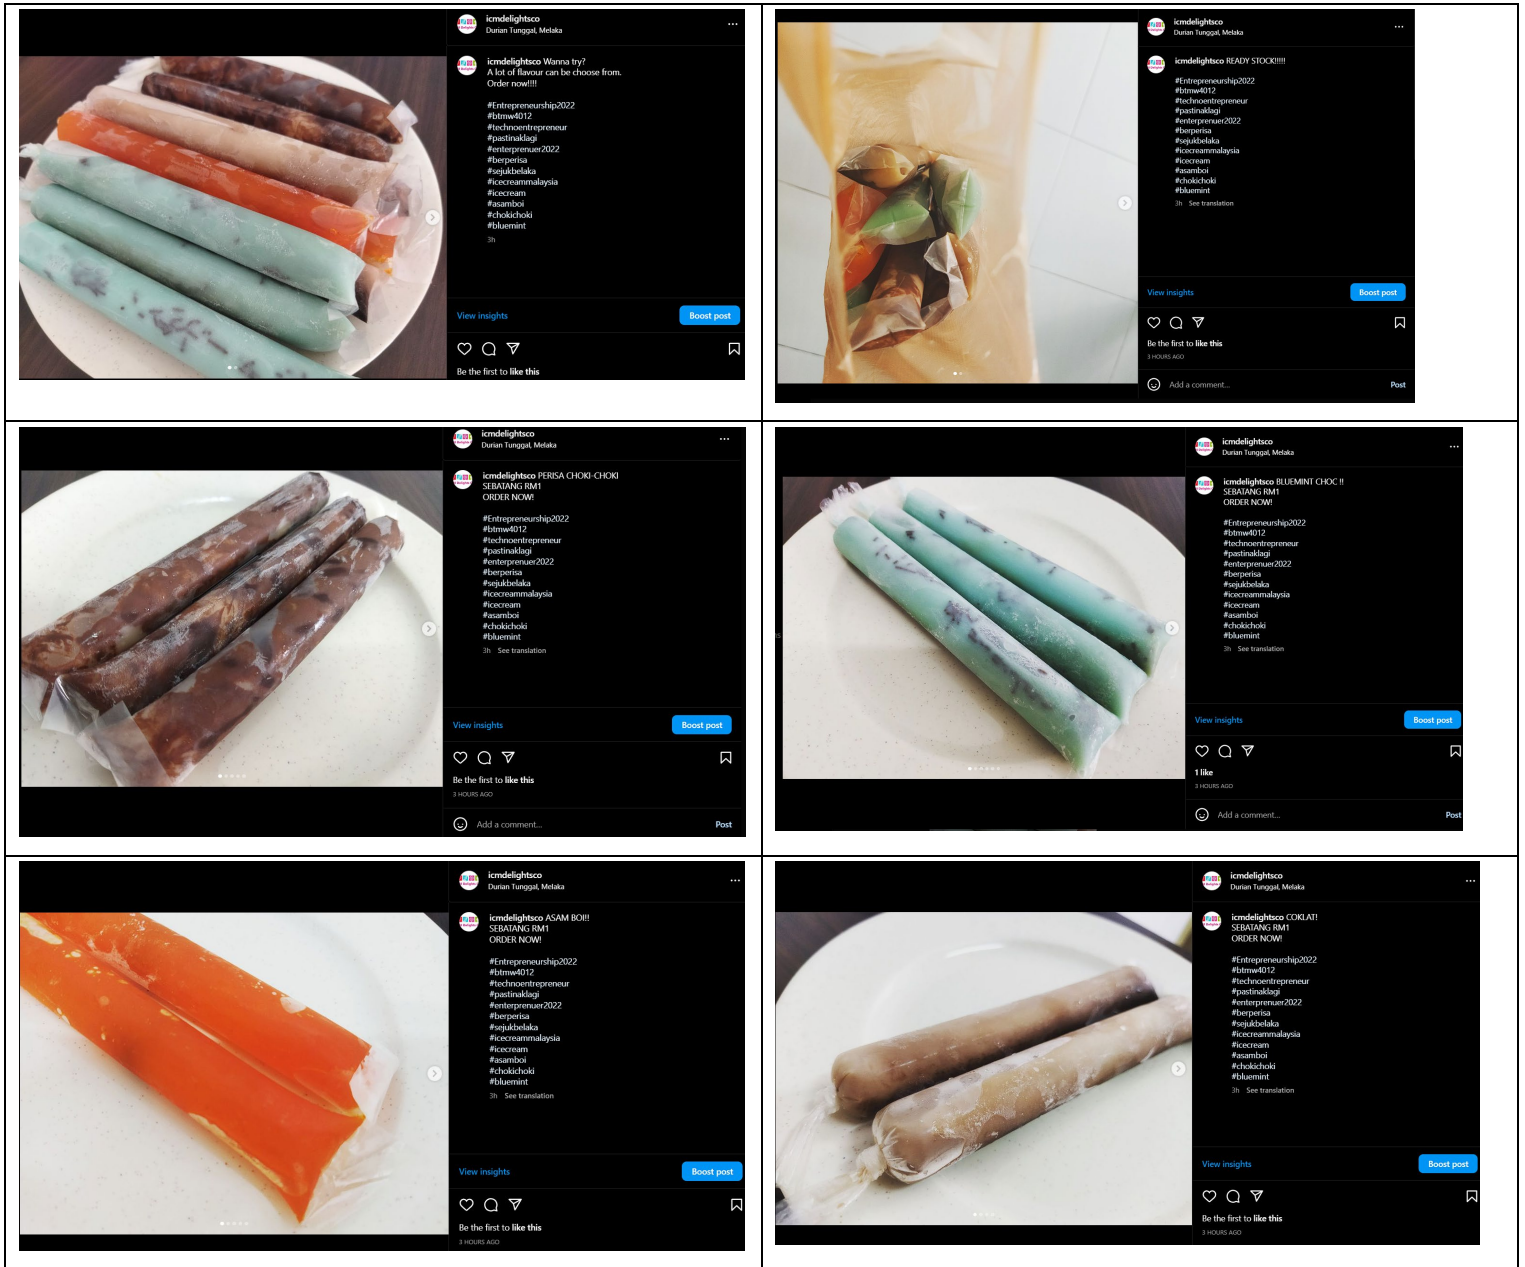 icmdelightsco
Durian Tunggal, Melaka
icmdelightsco Wanna try?
A lot of flavour can be choose from.
Order now!!!!
#Entrepreneurship2022
#btmw4012
#technoentrepreneur
#pastinaklagi
#enterprenuer2022
#berperisa
#sejukbelaka
#icecreammalaysia
#icecream
#asamboi
#chokichoki
#bluemint
3h
View insights
Boost post
Be the first to like this
icmdelightsco
Durian Tunggal, Melaka
icmdelightsco READY STOCK!!!!!
#Entrepreneurship2022
#btmw4012
#technoentrepreneur
#pastinaklagi
#enterprenuer2022
#berperisa
#sejukbelaka
#icecreammalaysia
#icecream
#asamboi
#chokichoki
#bluemint
3h See translation
View insights
Boost post
Be the first to like this
3 HOURS AGO
Add a comment...
Post
icmdelightsco
Durian Tunggal, Melaka
icmdelightsco PERISA CHOKI-CHOKI
SEBATANG RM1
ORDER NOW!
#Entrepreneurship2022
#btmw4012
#technoentrepreneur
#pastinaklagi
#enterprenuer2022
#berperisa
#sejukbelaka
#icecreammalaysia
#icecream
#asamboi
#chokichoki
#bluemint
3h See translation
View insights
Boost post
Be the first to like this
3 HOURS AGO
Add a comment...
Post
icmdelightsco
Durian Tunggal, Melaka
icmdelightsco BLUEMINT CHOC !!
SEBATANG RM1
ORDER NOW!
#Entrepreneurship2022
#btmw4012
#technoentrepreneur
#pastinaklagi
#enterprenuer2022
#berperisa
#sejukbelaka
#icecreammalaysia
#icecream
#asamboi
#chokichoki
#bluemint
3h See translation
View insights
Boost post
1 like
3 HOURS AGO
Add a comment...
Post
icmdelightsco
Durian Tunggal, Melaka
icmdelightsco ASAM BOI!!
SEBATANG RM1
ORDER NOW!
#Entrepreneurship2022
#btmw4012
#technoentrepreneur
#pastinaklagi
#enterprenuer2022
#berperisa
#sejukbelaka
#icecreammalaysia
#icecream
#asamboi
#chokichoki
#bluemint
3h See translation
View insights
Boost post
Be the first to like this
3 HOURS AGO
icmdelightsco
Durian Tunggal, Melaka
icmdelightsco COKLAT!
SEBATANG RM1
ORDER NOW!
#Entrepreneurship2022
#btmw4012
#technoentrepreneur
#pastinaklagi
#enterprenuer2022
#berperisa
#sejukbelaka
#icecreammalaysia
#icecream
#asamboi
#chokichoki
#bluemint
3h See translation
View insights
Boost post
Be the first to like this
3 HOURS AGO